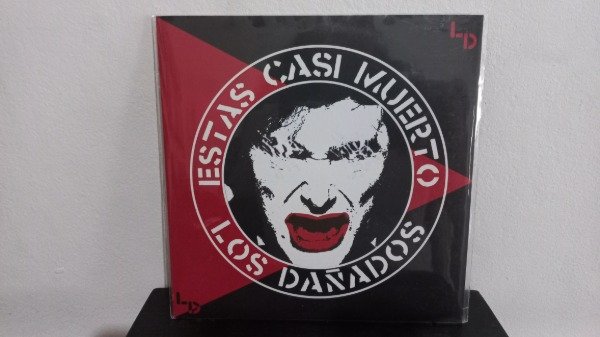 LD
ESTAS CASI MUERTO
LOS DAÑADOS
LD